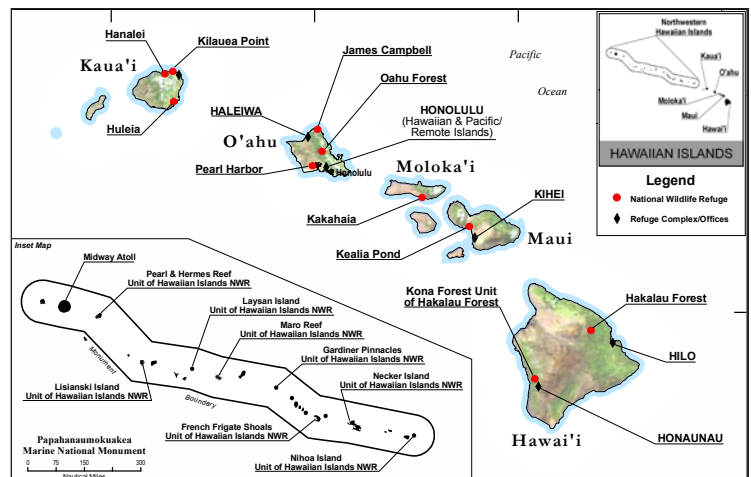 Hanalei
Kilauea Point
Kaua'i
Huleia
James Campbell
Oahu Forest
HALEIWA
HONOLULU
(Hawaiian & Pacific/
Remote Islands)
O'ahu
Pearl Harbor
Honolulu
Pacific
Ocean
Moloka'i
Kakahaia
KIHEI
Kealia Pond
Maui
Kona Forest Unit
of Hakalau Forest
Hakalau Forest
HILO
HONAUNAU
Hawai'i
Northwestern
Hawaiian Islands
Kaua'i
O'ahu
Moloka'i
Maui
Hawai'i
HAWAIIAN ISLANDS
Legend
National Wildlife Refuge
Refuge Complex/Offices
Inset Map
Midway Atoll
Pearl & Hermes Reef
Unit of Hawaiian Islands NWR
Laysan Island
Unit of Hawaiian Islands NWR
Maro Reef
Unit of Hawaiian Islands NWR
Gardiner Pinnacles
Unit of Hawaiian Islands NWR
Necker Island
Unit of Hawaiian Islands NWR
Monument
Boundary
Lisianski Island
Unit of Hawaiian Islands NWR
French Frigate Shoals
Unit of Hawaiian Islands NWR
Nihoa Island
Unit of Hawaiian Islands NWR
Papahanaumokuakea
Marine National Monument
0 75 150 300
Nautical Miles